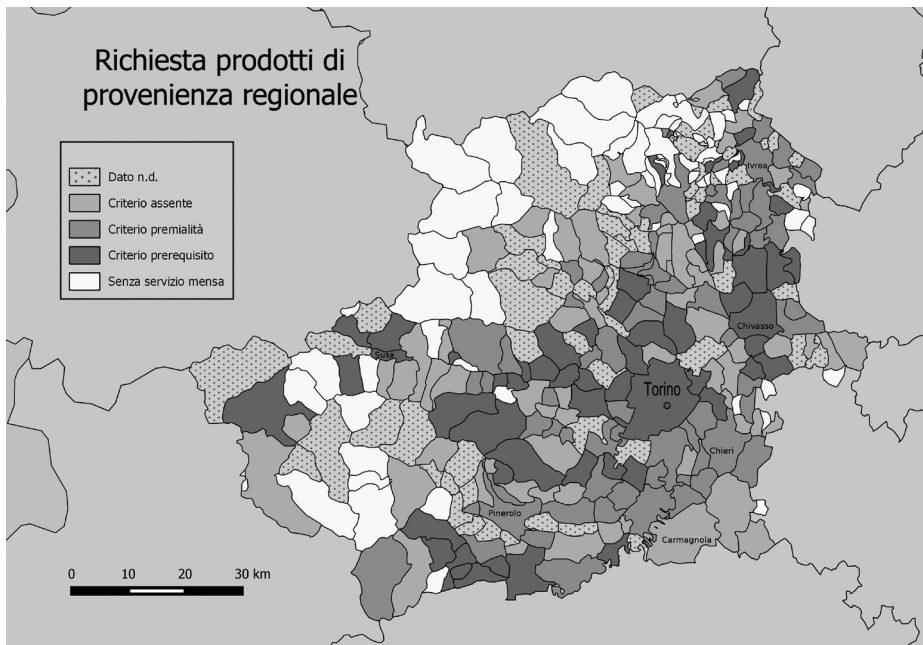 Richiesta prodotti di
provenienza regionale
Dato n.d.
Criterio assente
Criterio premialità
Criterio prerequisito
Senza servizio mensa
Ivrea
Chivasso
Susa
Torino
Chieri
Pinerolo
Carmagnola
0 10 20 30 km